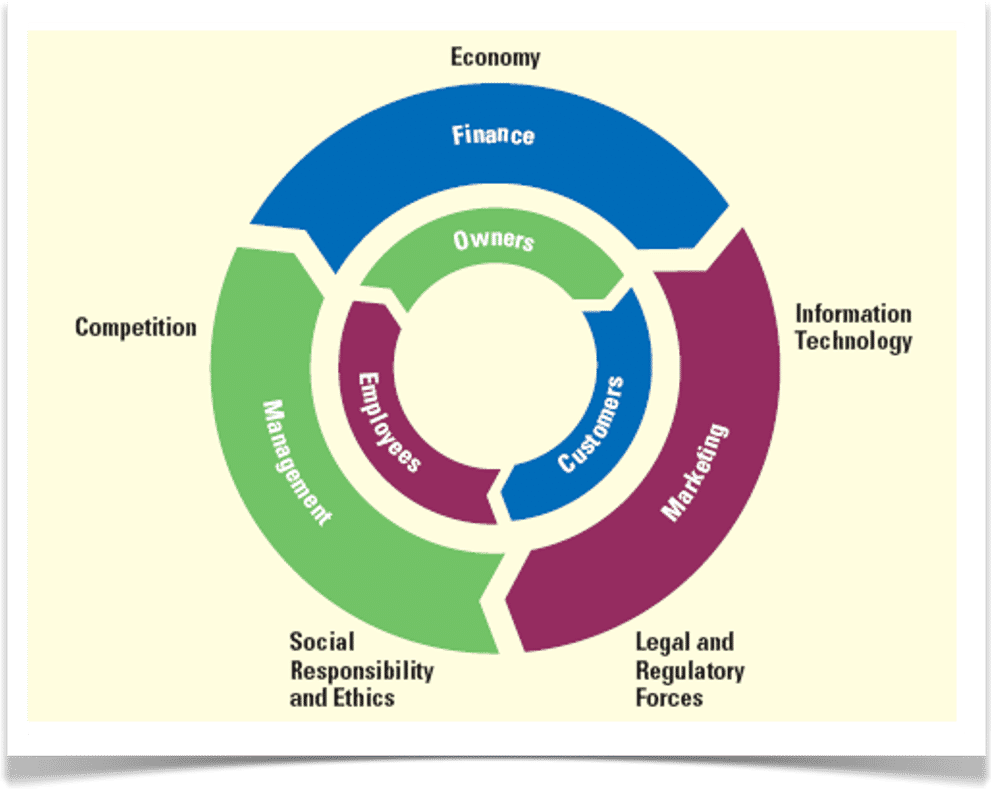 Economy
Finance
Owners
Competition
Information
Technology
Employees
Customers
Management
Marketing
Social
Responsibility
and Ethics
Legal and
Regulatory
Forces